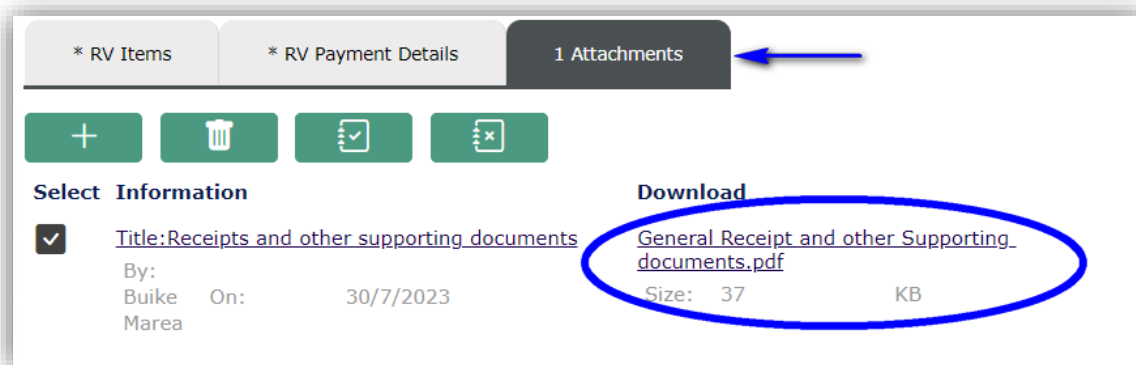 * RV Items * RV Payment Details 1 Attachments
Select Information Download
Title:Receipts and other supporting documents General Receipt and other Supporting
documents.pdf
By:
Buike On: 30/7/2023 Size: 37 KB
Marea